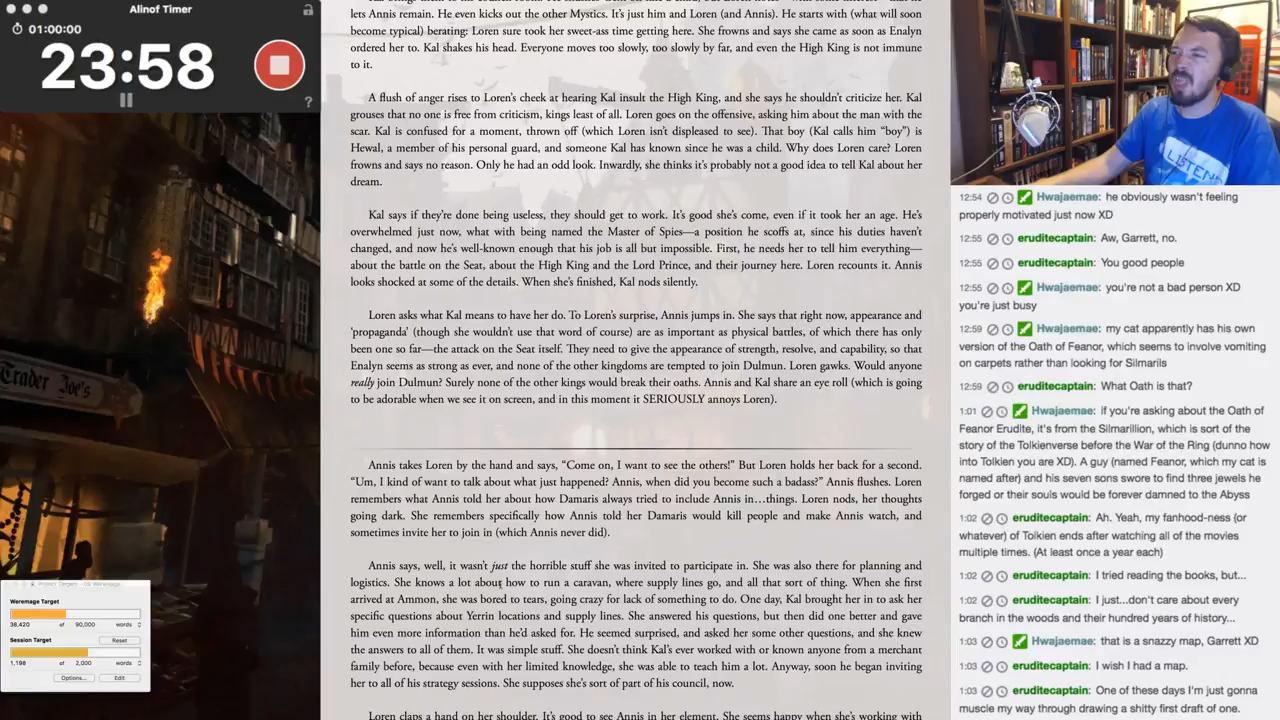 Alinof Timer
01:00:00
23:58
?
Trader Joe's
Weremage Target
38,420 of 90,000 words
Session Target
Reset
1,198 of 2,000 words
Options...
Edit
lets Annis remain. He even kicks out the other Mystics. It's just him and Loren (and Annis). He starts with (what will soon
become typical) berating: Loren sure took her sweet-ass time getting here. She frowns and says she came as soon as Enalyn
ordered her to. Kal shakes his head. Everyone moves too slowly, too slowly by far, and even the High King is not immune
to it.
A flush of anger rises to Loren's cheek at hearing Kal insult the High King, and she says he shouldn't criticize her. Kal
grouses that no one is free from criticism, kings least of all. Loren goes on the offensive, asking him about the man with the
scar. Kal is confused for a moment, thrown off (which Loren isn't displeased to see). That boy (Kal calls him “boy”) is
Hewal, a member of his personal guard, and someone Kal has known since he was a child. Why does Loren care? Loren
frowns and says no reason. Only he had an odd look. Inwardly, she thinks it's probably not a good idea to tell Kal about her
dream.
Kal says if they're done being useless, they should get to work. It's good she's come, even if it took her an age. He's
overwhelmed just now, what with being named the Master of Spies—a position he scoffs at, since his duties haven't
changed, and now he's well-known enough that his job is all but impossible. First, he needs her to tell him everything—
about the battle on the Seat, about the High King and the Lord Prince, and their journey here. Loren recounts it. Annis
looks shocked at some of the details. When she's finished, Kal nods silently.
Loren asks what Kal means to have her do. To Loren's surprise, Annis jumps in. She says that right now, appearance and
‘propaganda’ (though she wouldn't use that word of course) are as important as physical battles, of which there has only
been one so far—the attack on the Seat itself. They need to give the appearance of strength, resolve, and capability, so that
Enalyn seems as strong as ever, and none of the other kingdoms are tempted to join Dulmun. Loren gawks. Would anyone
really join Dulmun? Surely none of the other kings would break their oaths. Annis and Kal share an eye roll (which is going
to be adorable when we see it on screen, and in this moment it SERIOUSLY annoys Loren).
Annis takes Loren by the hand and says, “Come on, I want to see the others!” But Loren holds her back for a second.
“Um, I kind of want to talk about what just happened? Annis, when did you become such a badass?” Annis flushes. Loren
remembers what Annis told her about how Damaris always tried to include Annis in…things. Loren nods, her thoughts
going dark. She remembers specifically how Annis told her Damaris would kill people and make Annis watch, and
sometimes invite her to join in (which Annis never did).
Annis says, well, it wasn't just the horrible stuff she was invited to participate in. She was also there for planning and
logistics. She knows a lot about how to run a caravan, where supply lines go, and all that sort of thing. When she first
arrived at Ammon, she was bored to tears, going crazy for lack of something to do. One day, Kal brought her in to ask her
specific questions about Yerrin locations and supply lines. She answered his questions, but then did one better and gave
him even more information than he'd asked for. He seemed surprised, and asked her some other questions, and she knew
the answers to all of them. It was simple stuff. She doesn't think Kal's ever worked with or known anyone from a merchant
family before, because even with her limited knowledge, she was able to teach him a lot. Anyway, soon he began inviting
her to all of his strategy sessions. She supposes she's sort of part of his council, now.
Loren claps a hand on her shoulder. It's good to see Annis in her element. She seems happy when she's working with
LISTEN
12:54 Hwajaemae: he obviously wasn't feeling
properly motivated just now XD
12:55 eruditecaptain: Aw, Garrett, no.
12:55 eruditecaptain: You good people
12:55 Hwajaemae: you're not a bad person XD
you're just busy
12:59 Hwajaemae: my cat apparently has his own
version of the Oath of Feanor, which seems to involve vomiting
on carpets rather than looking for Silmarils
12:59 eruditecaptain: What Oath is that?
1:01 Hwajaemae: if you're asking about the Oath of
Feanor Erudite, it's from the Silmarillion, which is sort of the
story of the Tolkienverse before the War of the Ring (dunno how
into Tolkien you are XD). A guy (named Feanor, which my cat is
named after) and his seven sons swore to find three jewels he
forged or their souls would be forever damned to the Abyss
1:02 eruditecaptain: Ah. Yeah, my fanhood-ness (or
whatever) of Tolkien ends after watching all of the movies
multiple times. (At least once a year each)
1:02 eruditecaptain: I tried reading the books, but...
1:02 eruditecaptain: I just...don't care about every
branch in the woods and their hundred years of history...
1:03 Hwajaemae: that is a snazzy map, Garrett XD
1:03 eruditecaptain: I wish I had a map.
1:03 eruditecaptain: One of these days I'm just gonna
muscle my way through drawing a shitty first draft of one.